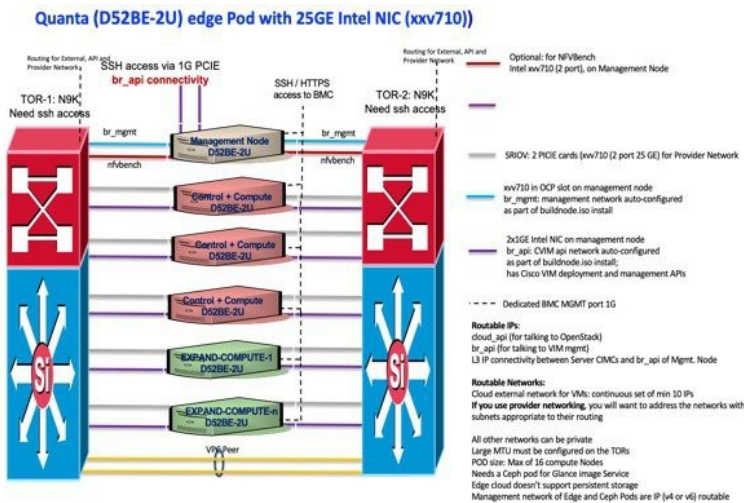 Quanta (D52BE-2U) edge Pod with 25GE Intel NIC (xxv710))
Routing for External, API and
Provider Network
SSH access via 1G PCIE
br_api connectivity
Routing for External, API and
Provider Network
SSH / HTTPS
access to BMC
TOR-1: N9K
Need ssh access
TOR-2: N9K
Need ssh access
br_mgmt
Management Node
D52BE-2U
br_mgmt
nfvbench
nfvbench
Control + Compute
D52BE-2U
Control + Compute
D52BE-2U
Control + Compute
D52BE-2U
EXPAND-COMPUTE-1
D52BE-2U
EXPAND-COMPUTE-n
D52BE-2U
Si
Si
VPC Peer
Optional: for NFVBench
Intel xvv710 (2 port), on Management Node
SRIOV: 2 PICIE cards (xvv710 (2 port 25 GE) for Provider Network
xvv710 in OCP slot on management node
br_mgmt: management network auto-configured
as part of buildnode.iso install
2x1GE Intel NIC on management node
br_api: CVIM api network auto-configured
as part of buildnode.iso install;
has Cisco VIM deployment and management APIs
Dedicated BMC MGMT port 1G
Routable IPs:
cloud_api (for talking to OpenStack)
br_api (for talking to VIM mgmt)
L3 IP connectivity between Server CIMCs and br_api of Mgmt. Node
Routable Networks:
Cloud external network for VMs: continuous set of min 10 IPs
If you use provider networking, you will want to address the networks with
subnets appropriate to their routing
All other networks can be private
Large MTU must be configured on the TORs
POD size: Max of 16 compute Nodes
Needs a Ceph pod for Glance image Service
Edge cloud doesn't support persistent storage
Management network of Edge and Ceph Pods are IP (v4 or v6) routable